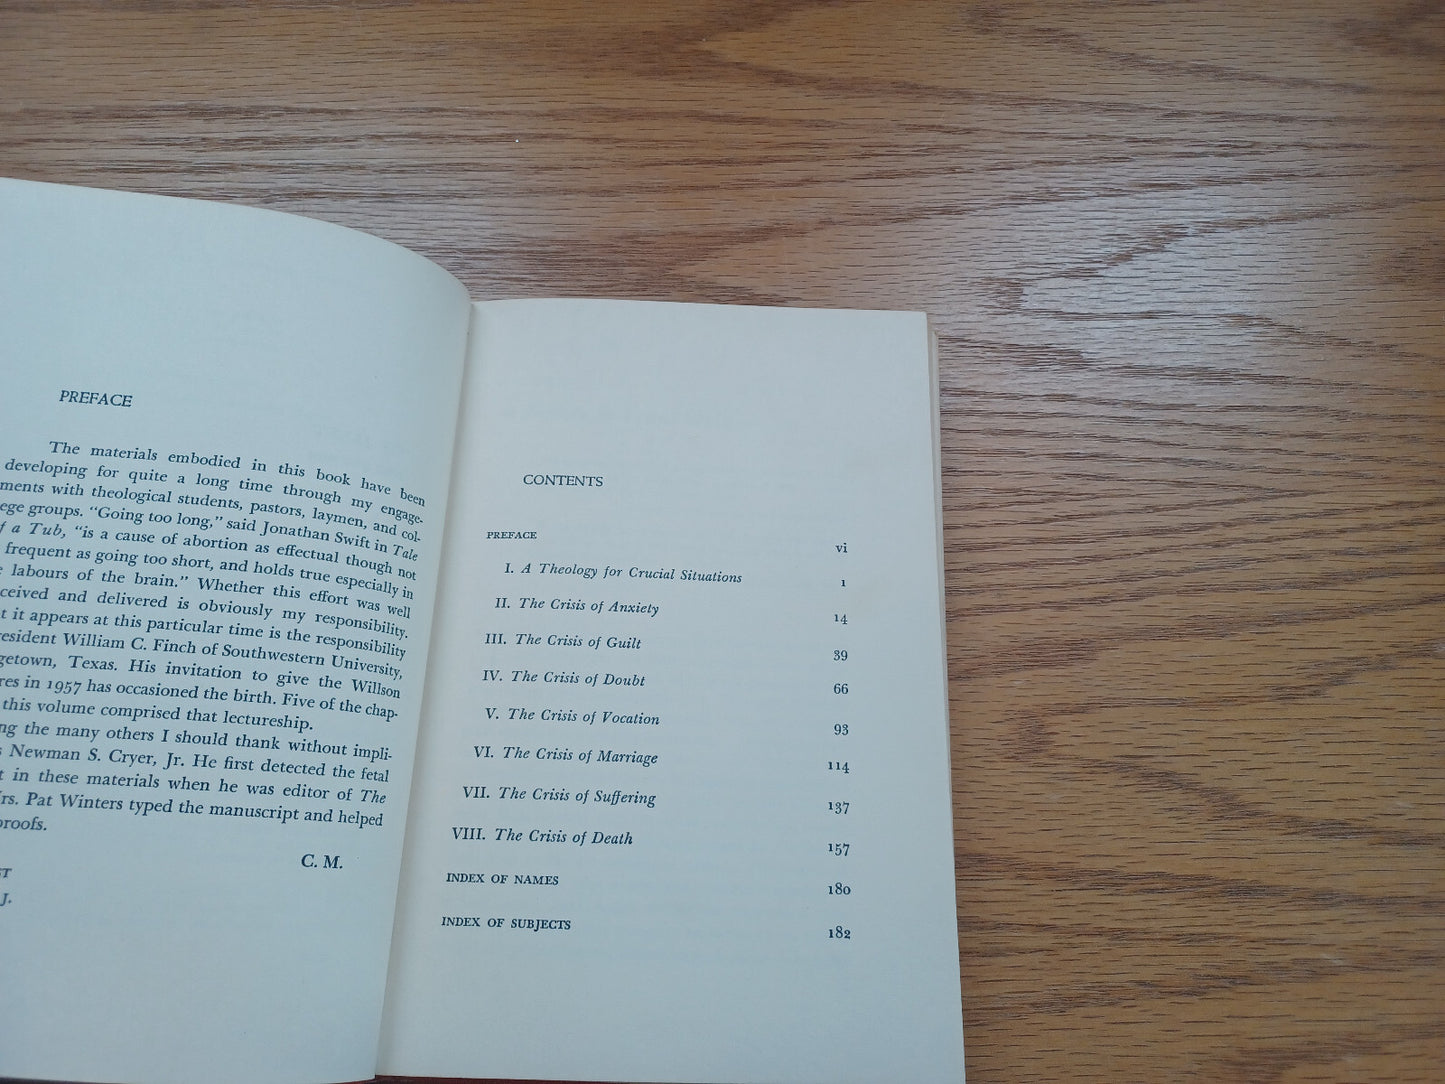 PREFACE
The materials embodied in this book have been
developing for quite a long time through my engage-
ments with theological students, pastors, laymen, and col-
ege groups. "Going too long," said Jonathan Swift in Tale
f a Tub, "is a cause of abortion as effectual though not
frequent as going too short, and holds true especially in
e labours of the brain." Whether this effort was well
ceived and delivered is obviously my responsibility.
t it appears at this particular time is the responsibility
resident William C. Finch of Southwestern University,
getown, Texas. His invitation to give the Willson
res in 1957 has occasioned the birth. Five of the chap-
this volume comprised that lectureship.
ng the many others I should thank without impli-
s Newman S. Cryer, Jr. He first detected the fetal
t in these materials when he was editor of The
rs. Pat Winters typed the manuscript and helped
proofs.
C. M.
ST
J.
CONTENTS
PREFACE vi
I. A Theology for Crucial Situations 1
II. The Crisis of Anxiety 14
III. The Crisis of Guilt 39
IV. The Crisis of Doubt 66
V. The Crisis of Vocation 93
VI. The Crisis of Marriage 114
VII. The Crisis of Suffering 137
VIII. The Crisis of Death 157
INDEX OF NAMES 180
INDEX OF SUBJECTS 182